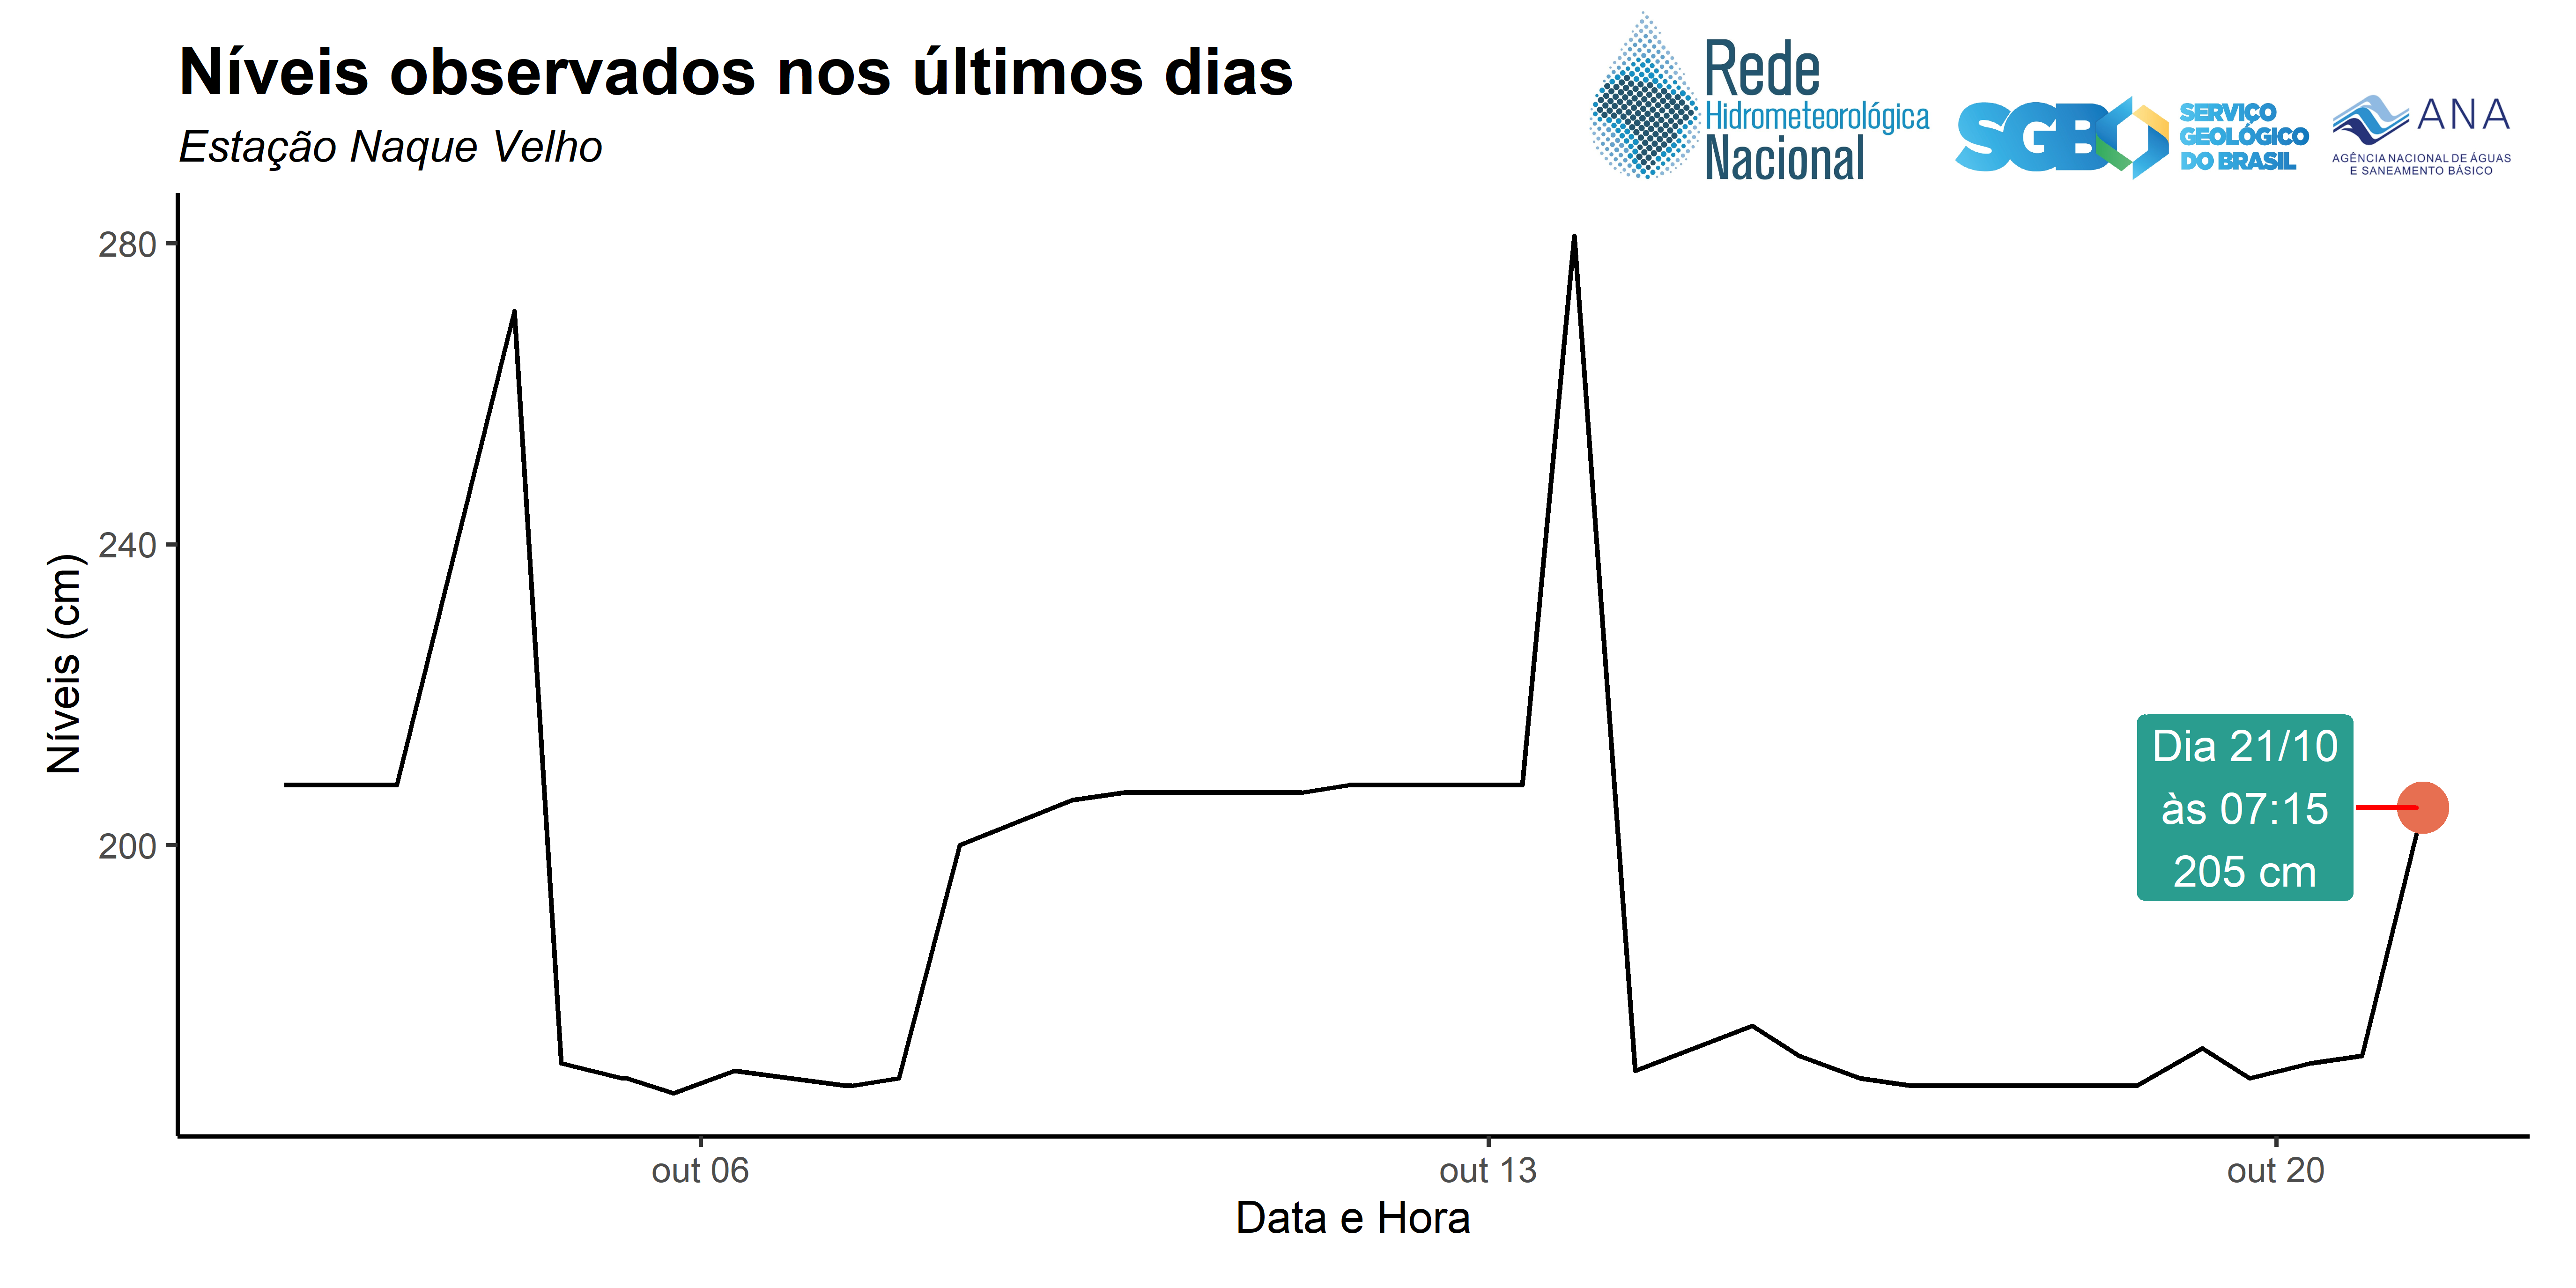 Níveis observados nos últimos dias
Estação Naque Velho
Rede
Hidrometeorológica
Nacional
SGB
SERVIÇO
GEOLÓGICO
DO BRASIL
ANA
AGÊNCIA NACIONAL DE ÁGUAS
E SANEAMENTO BÁSICO
Níveis (cm)
280
240
200
Dia 21/10
às 07:15
205 cm
out 06
out 13
out 20
Data e Hora